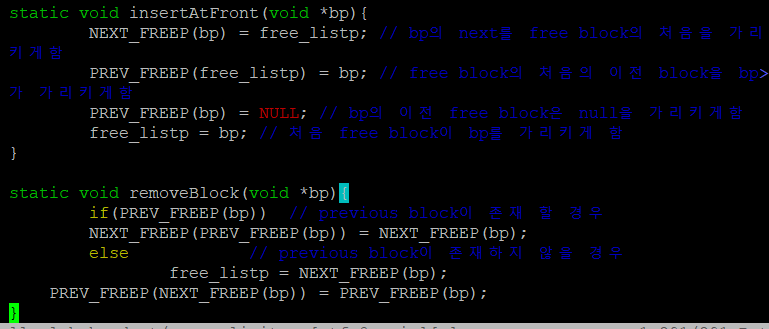 static void insertAtFront(void *bp){
NEXT_FREEP(bp) = free_listp; // bp의 next를 free block의 처음을 가리
키게함
PREV_FREEP(free_listp) = bp; // free block의 처음의 이전 block을 bp>
가 가리키게함
PREV_FREEP(bp) = NULL; // bp의 이전 free block은 null을 가리키게함
free_listp = bp; // 처음 free block이 bp를 가리키게 함
}
static void removeBlock(void *bp){
if(PREV_FREEP(bp)) // previous block이 존재 할 경우
NEXT_FREEP(PREV_FREEP(bp)) = NEXT_FREEP(bp);
else // previous block이 존재하지 않을 경우
free_listp = NEXT_FREEP(bp);
PREV_FREEP(NEXT_FREEP(bp)) = PREV_FREEP(bp);
}